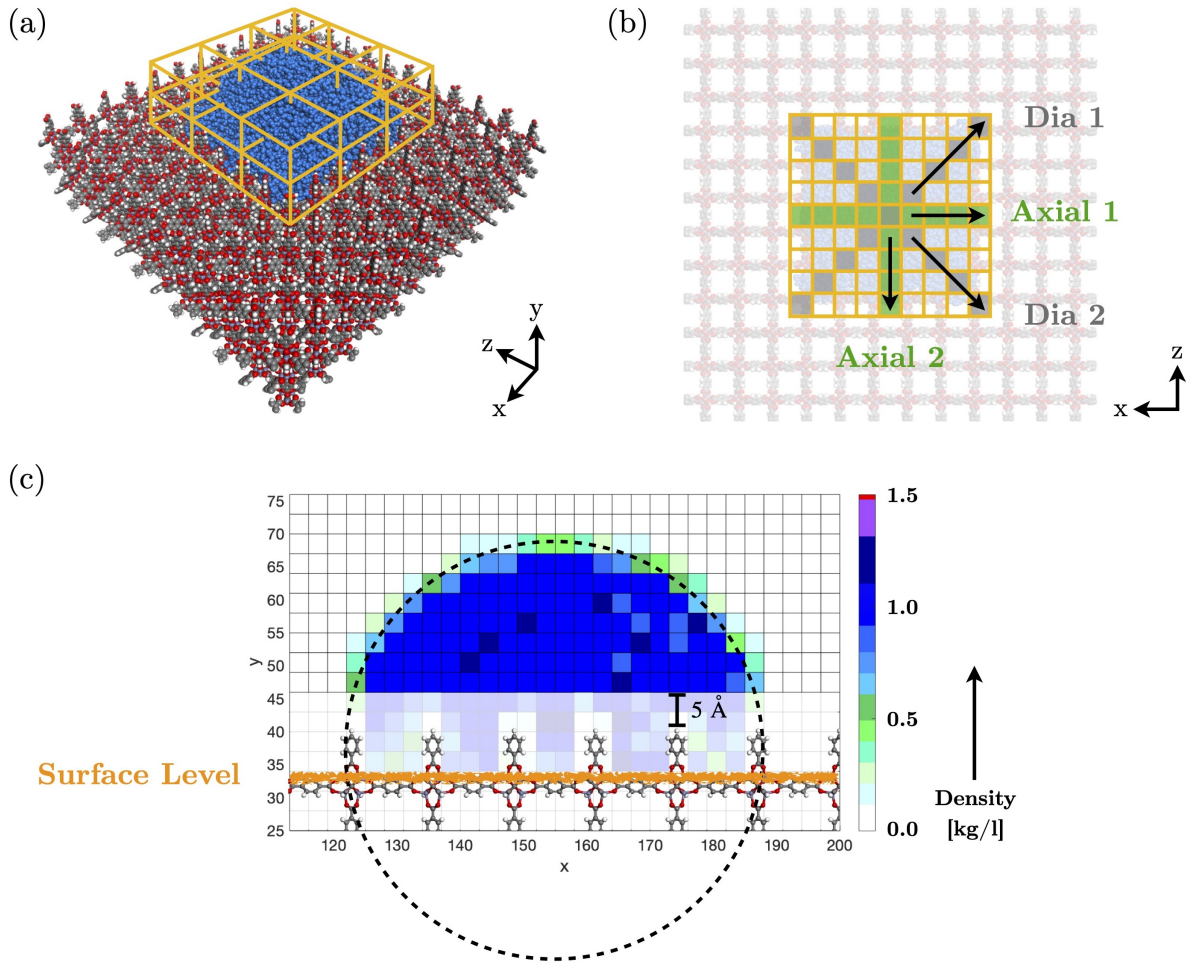 (a)
y
z
x
(b)
Dia 1
Axial 1
Dia 2
Axial 2
z
x
(c)
75
70
65
60
55
50
45
40
35
30
25
y
5 Å
Surface Level
120 130 140 150 160 170 180 190 200
x
1.5
1.0
0.5
0.0
Density
[kg/l]